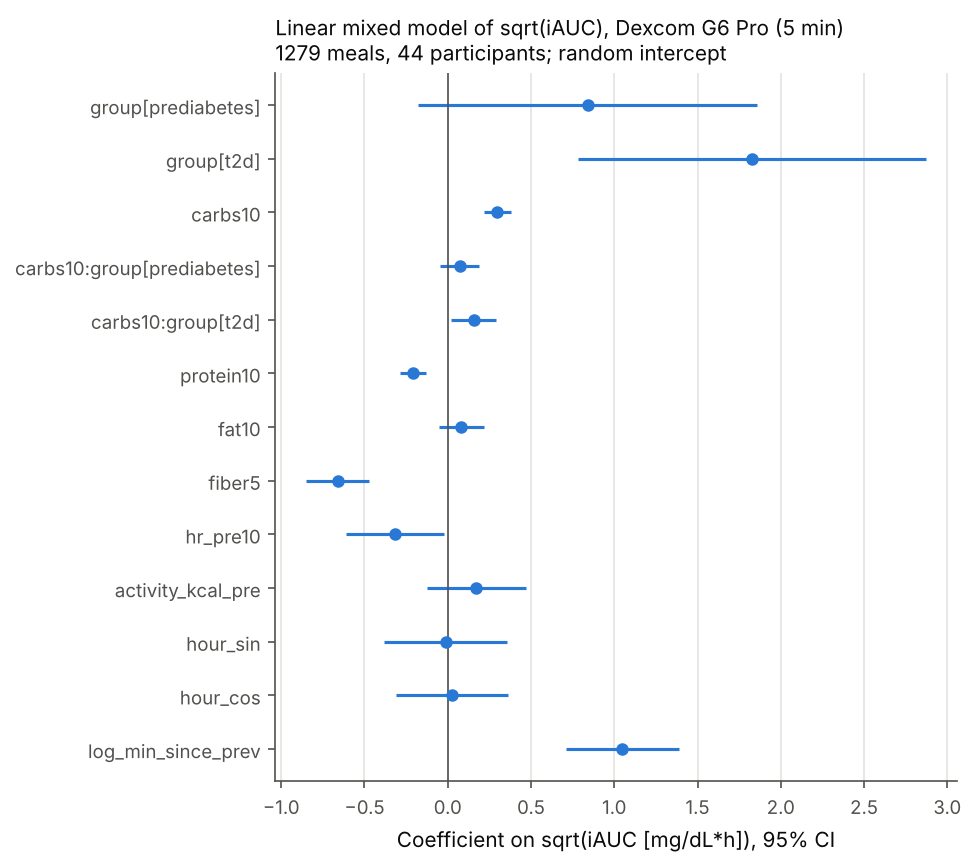 Linear mixed model of sqrt(iAUC), Dexcom G6 Pro (5 min)
1279 meals, 44 participants; random intercept
group[prediabetes]
group[t2d]
carbs10
carbs10:group[prediabetes]
carbs10:group[t2d]
protein10
fat10
fiber5
hr_pre10
activity_kcal_pre
hour_sin
hour_cos
log_min_since_prev
−1.0 −0.5 0.0 0.5 1.0 1.5 2.0 2.5 3.0
Coefficient on sqrt(iAUC [mg/dL*h]), 95% CI